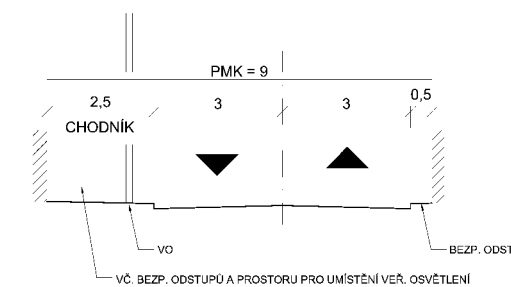 PMK = 9
2,5 3 3 0,5
CHODNÍK
VO
BEZP. ODST
VČ. BEZP. ODSTUPŮ A PROSTORU PRO UMÍSTĚNÍ VEŘ. OSVĚTLENÍ